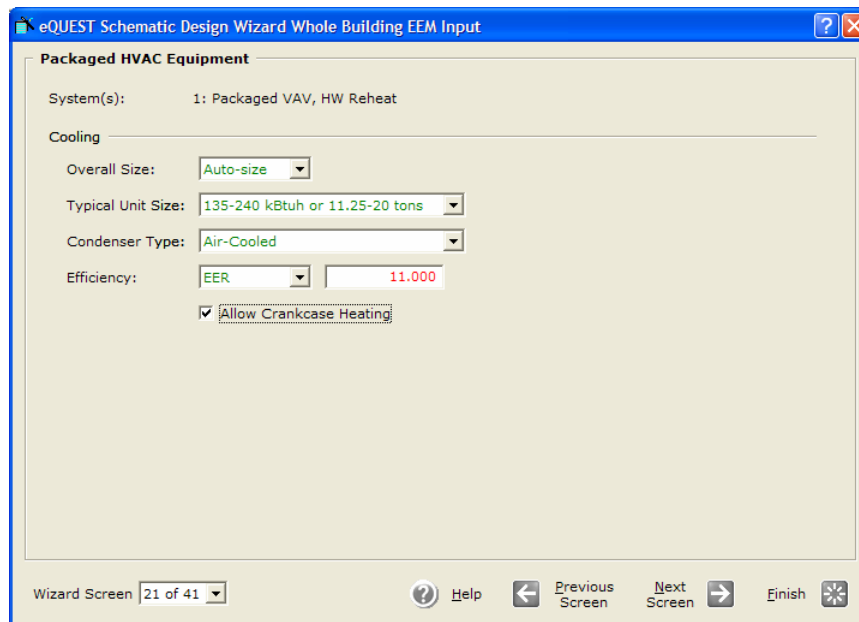 eQUEST Schematic Design Wizard Whole Building EEM Input
Packaged HVAC Equipment
System(s): 1: Packaged VAV, HW Reheat
Cooling
Overall Size: Auto-size
Typical Unit Size: 135-240 kBtuh or 11.25-20 tons
Condenser Type: Air-Cooled
Efficiency: EER 11.000
Allow Crankcase Heating
Wizard Screen 21 of 41 ? Help Previous Screen Next Screen Finish